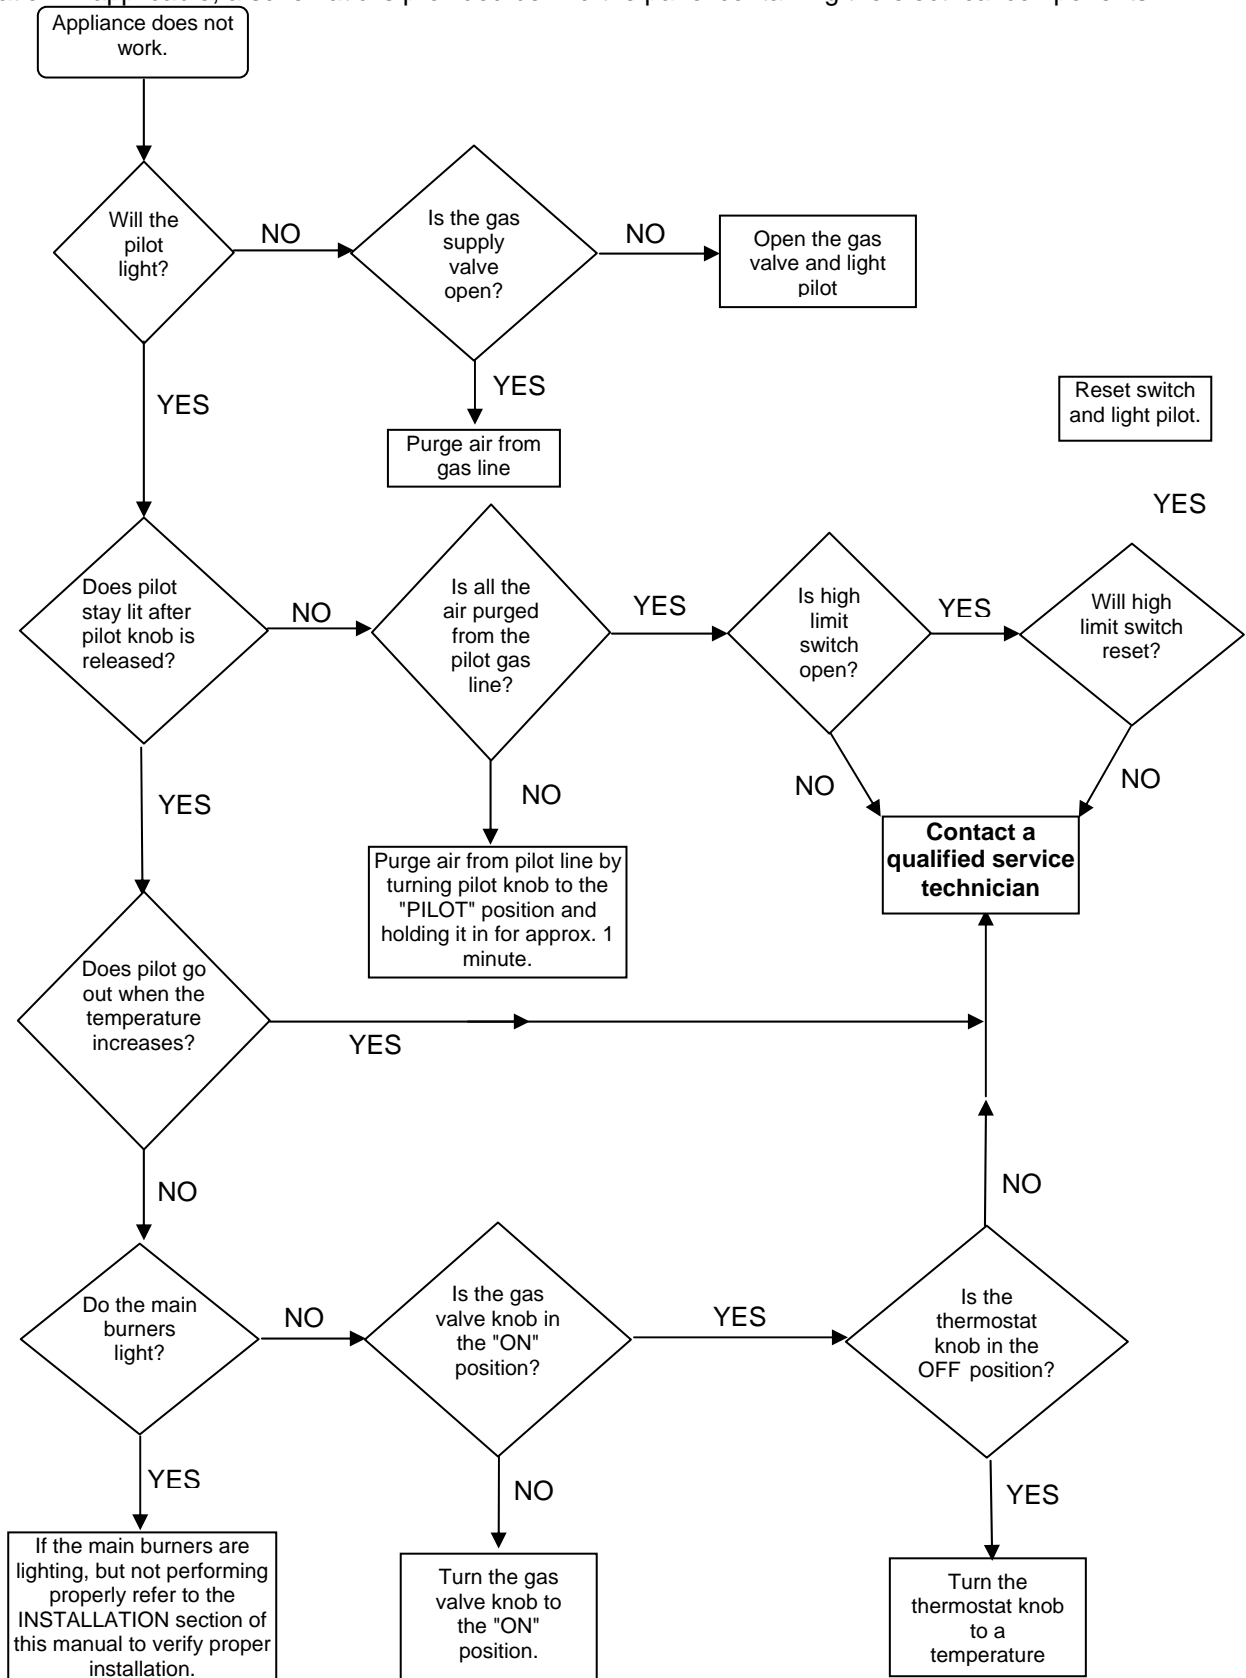 Appliance does not
work.
Will the
pilot
light?
NO
Is the gas
supply
valve
open?
NO
Open the gas
valve and light
pilot
YES
YES
Purge air from
gas line
Reset switch
and light pilot.
YES
Does pilot
stay lit after
pilot knob is
released?
NO
Is all the
air purged
from the
pilot gas
line?
YES
Is high
limit
switch
open?
YES
Will high
limit switch
reset?
YES
NO
Purge air from pilot line by
turning pilot knob to the
"PILOT" position and
holding it in for approx. 1
minute.
NO
NO
Contact a
qualified service
technician
Does pilot go
out when the
temperature
increases?
YES
NO
NO
Do the main
burners
light?
NO
Is the gas
valve knob in
the "ON"
position?
YES
Is the
thermostat
knob in the
OFF position?
YES
If the main burners are
lighting, but not performing
properly refer to the
INSTALLATION section of
this manual to verify proper
installation.
NO
Turn the gas
valve knob to
the "ON"
position.
YES
Turn the
thermostat knob
to a
temperature